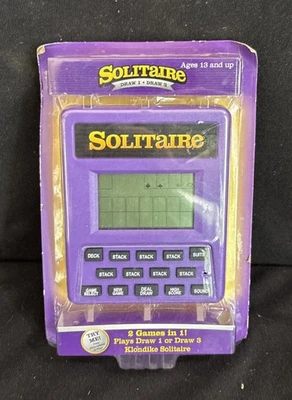 SOLITAIRE
DRAW 1 • DRAW 3
Ages 13 and up
SOLITAIRE
DECK STACK STACK STACK SUIT
STACK STACK STACK STACK
GAME SELECT NEW GAME DEAL DRAW HIGH SCORE SOUND
TRY ME!
2 Games in 1!
Plays Draw 1 or Draw 3
Klondike Solitaire